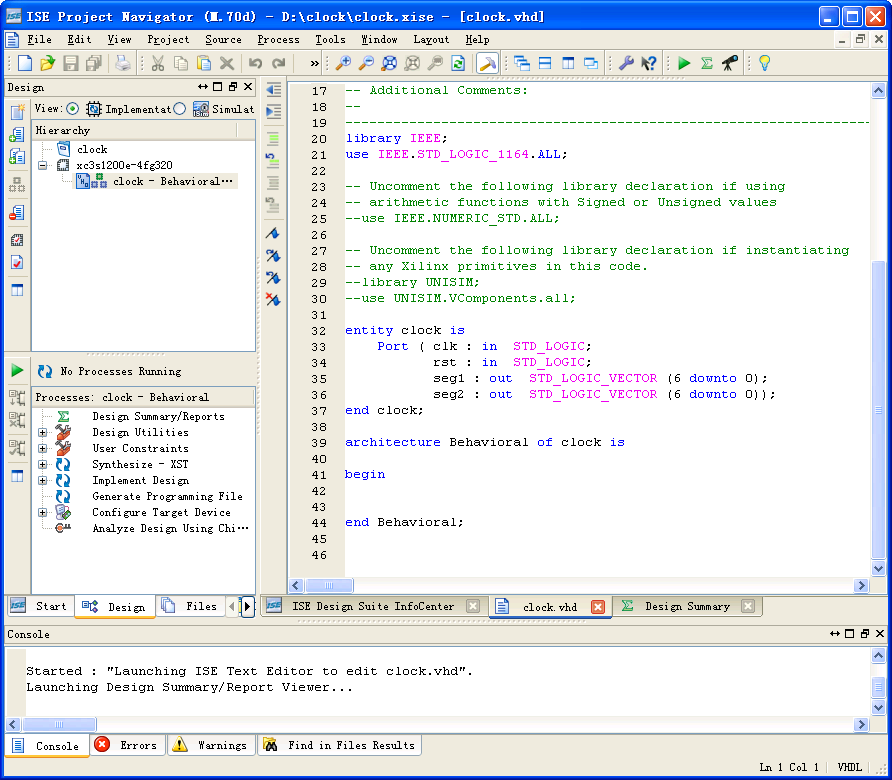 ISE Project Navigator (M.70d) - D:\clock\clock.xise - [clock.vhd]
File Edit View Project Source Process Tools Window Layout Help
Design
View: Implementat Simulat
Hierarchy
clock
xc3s1200e-4fg320
clock - Behavioral...
No Processes Running
Processes: clock - Behavioral
Design Summary/Reports
Design Utilities
User Constraints
Synthesize - XST
Implement Design
Generate Programming File
Configure Target Device
Analyze Design Using Chi...
Start Design Files
17 -- Additional Comments:
18 --
19 ----------------------------------------------------------------------------------
20 library IEEE;
21 use IEEE.STD_LOGIC_1164.ALL;
22
23 -- Uncomment the following library declaration if using
24 -- arithmetic functions with Signed or Unsigned values
25 --use IEEE.NUMERIC_STD.ALL;
26
27 -- Uncomment the following library declaration if instantiating
28 -- any Xilinx primitives in this code.
29 --library UNISIM;
30 --use UNISIM.VComponents.all;
31
32 entity clock is
33 Port ( clk : in STD_LOGIC;
34 rst : in STD_LOGIC;
35 seg1 : out STD_LOGIC_VECTOR (6 downto 0);
36 seg2 : out STD_LOGIC_VECTOR (6 downto 0));
37 end clock;
38
39 architecture Behavioral of clock is
40
41 begin
42
43
44 end Behavioral;
45
46
ISE Design Suite InfoCenter clock.vhd Design Summary
Console
Started : "Launching ISE Text Editor to edit clock.vhd".
Launching Design Summary/Report Viewer...
Console Errors Warnings Find in Files Results
Ln 1 Col 1 VHDL